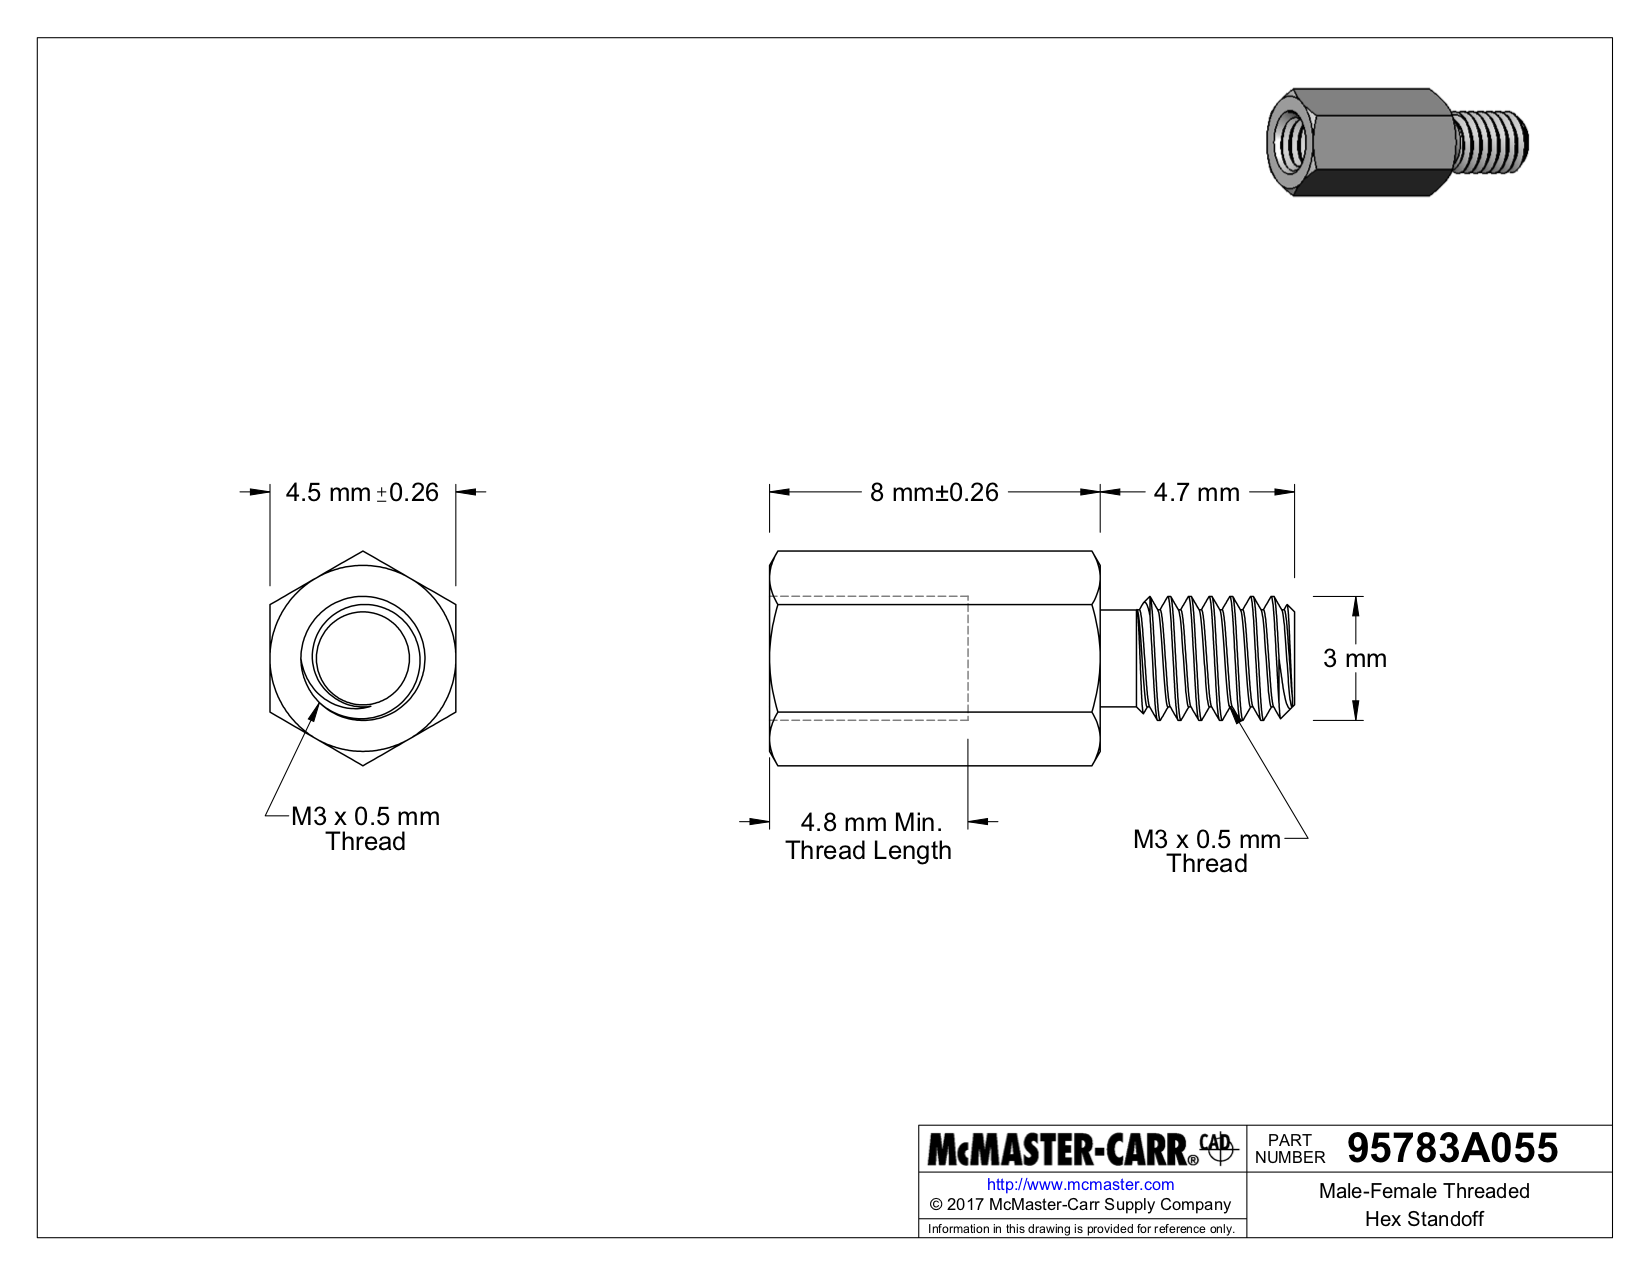 4.5 mm ±0.26
8 mm±0.26
4.7 mm
3 mm
M3 x 0.5 mm
Thread
4.8 mm Min.
Thread Length
M3 x 0.5 mm
Thread
McMASTER-CARR® CAD
http://www.mcmaster.com
© 2017 McMaster-Carr Supply Company
Information in this drawing is provided for reference only.
PART
NUMBER
95783A055
Male-Female Threaded
Hex Standoff